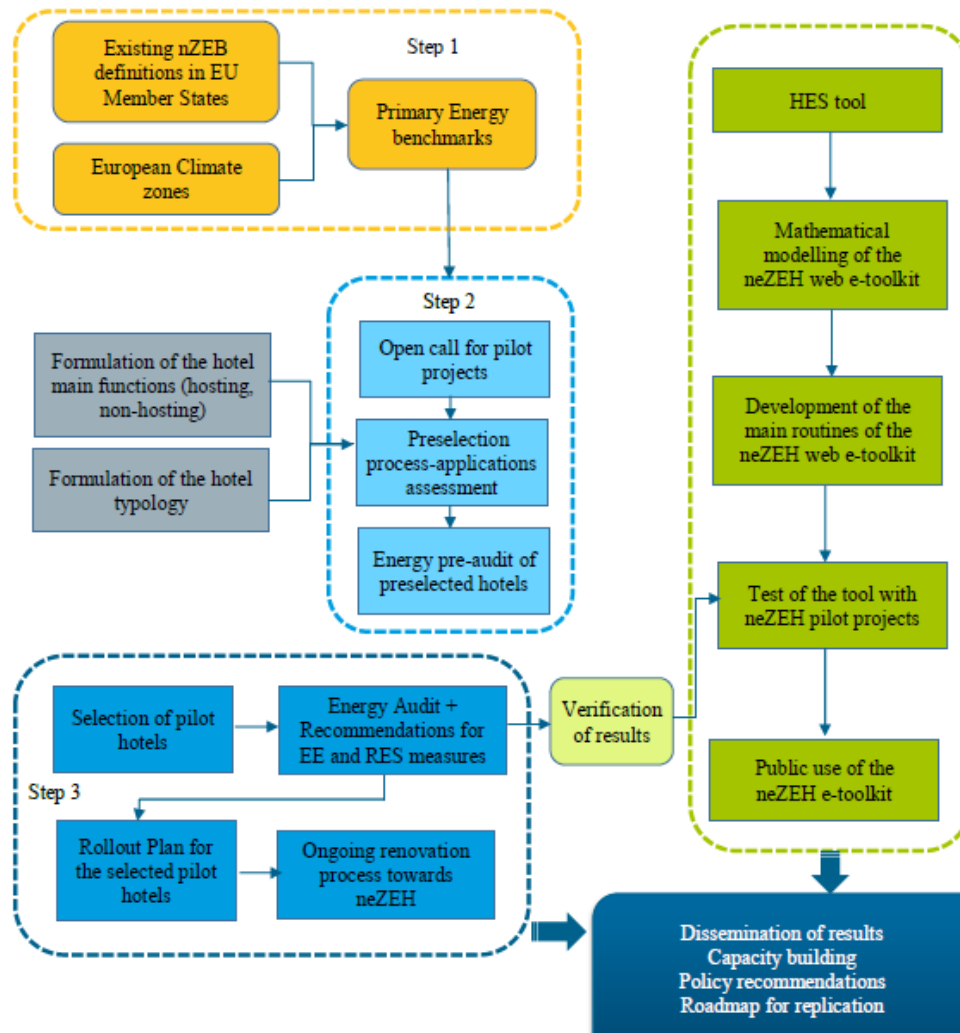 Step 1
Existing nZEB
definitions in EU
Member States
European Climate
zones
Primary Energy
benchmarks
Step 2
Open call for pilot
projects
Formulation of the hotel
main functions (hosting,
non-hosting)
Formulation of the hotel
typology
Preselection
process-applications
assessment
Energy pre-audit of
preselected hotels
Selection of pilot
hotels
Energy Audit +
Recommendations for
EE and RES measures
Step 3
Rollout Plan for
the selected pilot
hotels
Ongoing renovation
process towards
neZEH
Verification
of results
HES tool
Mathematical
modelling of the
neZEH web e-toolkit
Development of the
main routines of the
neZEH web e-toolkit
Test of the tool with
neZEH pilot projects
Public use of the
neZEH e-toolkit
Dissemination of results
Capacity building
Policy recommendations
Roadmap for replication